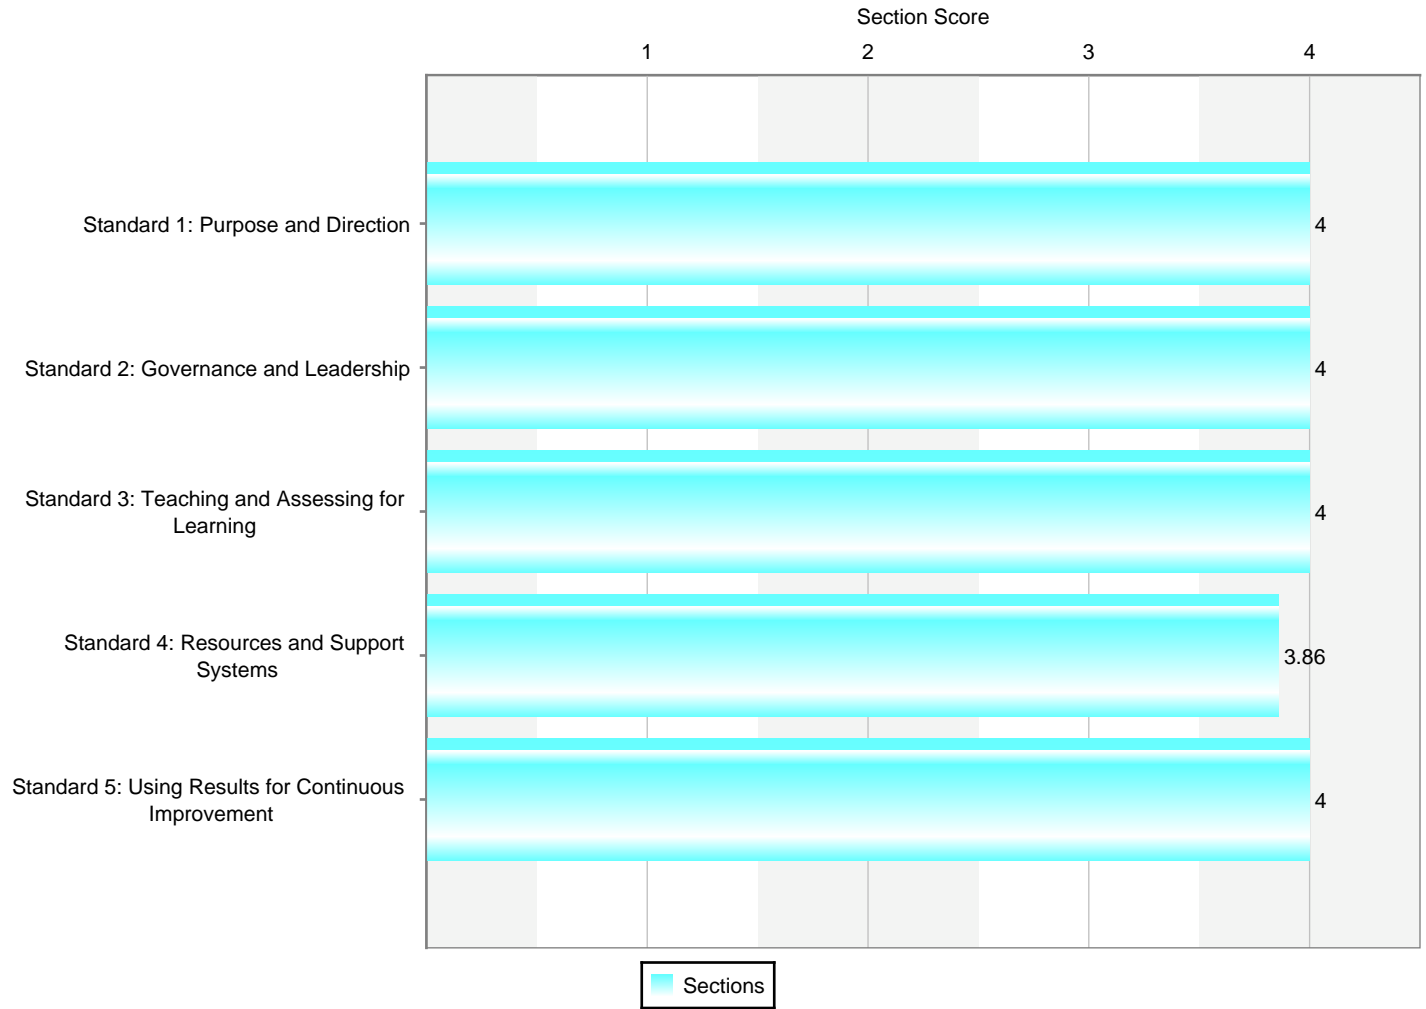 Section Score
1 2 3 4
Standard 1: Purpose and Direction
4
Standard 2: Governance and Leadership
4
Standard 3: Teaching and Assessing for
Learning
4
Standard 4: Resources and Support
Systems
3.86
Standard 5: Using Results for Continuous
Improvement
4
Sections